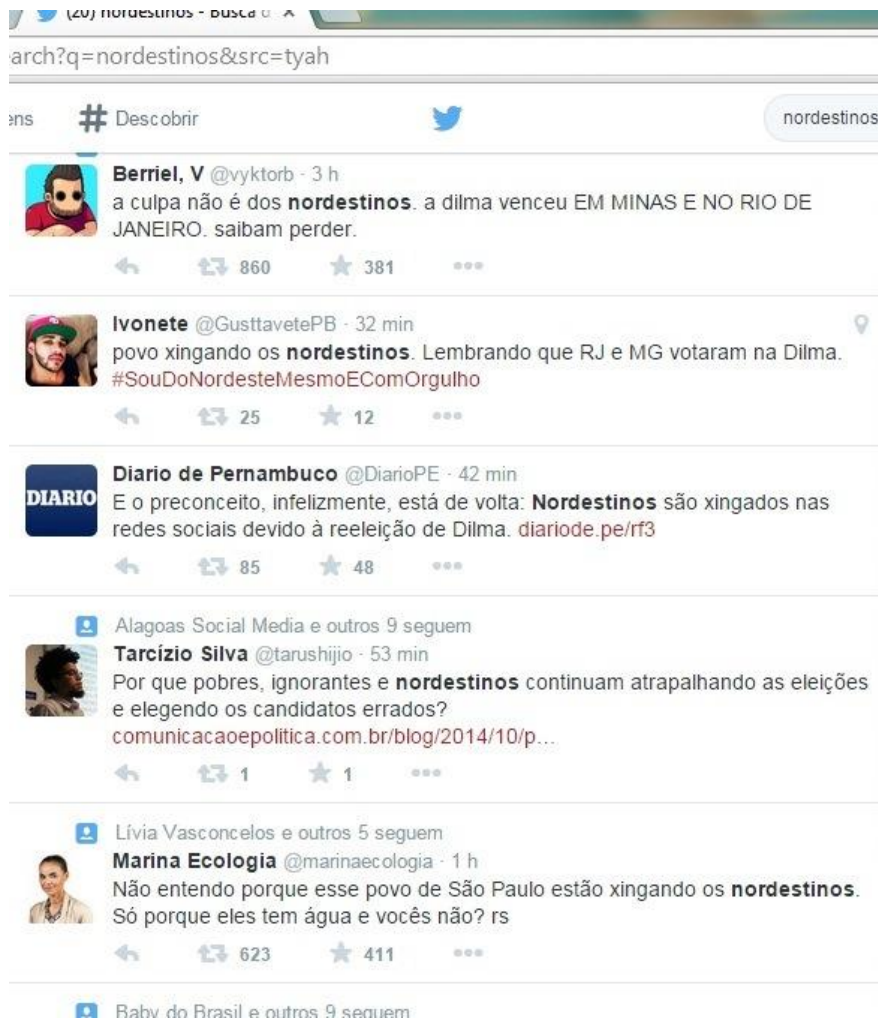 (20) nordestinos - Busca d
arch?q=nordestinos&src=tyah
ens # Descobrir nordestinos
Berriel, V @vyktorb · 3 h
a culpa não é dos nordestinos. a dilma venceu EM MINAS E NO RIO DE
JANEIRO. saibam perder.
860 381
Ivonete @GusttavetePB · 32 min
povo xingando os nordestinos. Lembrando que RJ e MG votaram na Dilma.
#SouDoNordesteMesmoEComOrgulho
25 12
DIARIO
Diario de Pernambuco @DiarioPE · 42 min
E o preconceito, infelizmente, está de volta: Nordestinos são xingados nas
redes sociais devido à reeleição de Dilma. diariode.pe/rf3
85 48
Alagoas Social Media e outros 9 seguem
Tarcízio Silva @tarushijio · 53 min
Por que pobres, ignorantes e nordestinos continuam atrapalhando as eleições
e elegendo os candidatos errados?
comunicacaoepolitica.com.br/blog/2014/10/p...
1 1
Lívia Vasconcelos e outros 5 seguem
Marina Ecologia @marinaecologia · 1 h
Não entendo porque esse povo de São Paulo estão xingando os nordestinos.
Só porque eles tem água e vocês não? rs
623 411
Baby do Brasil e outros 9 seguem